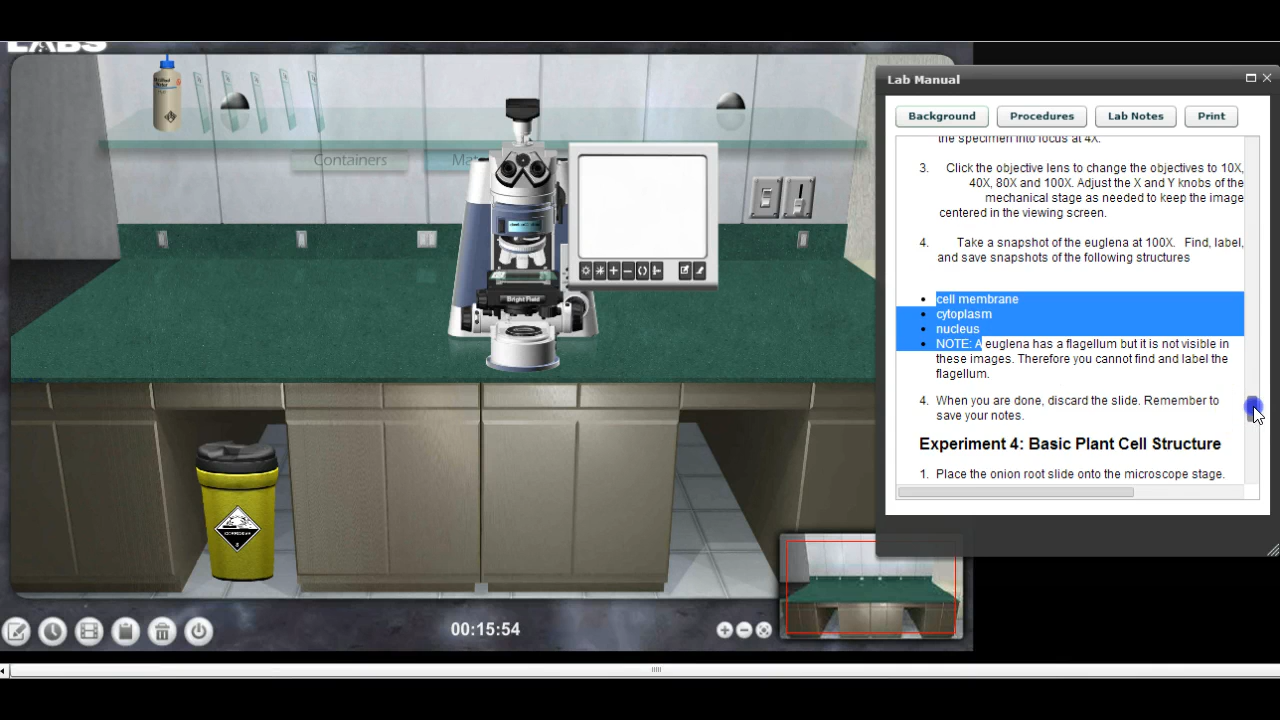 LABS
Lab Manual
Background
Procedures
Lab Notes
Print
the specimen into focus at 4X.
3. Click the objective lens to change the objectives to 10X,
40X, 80X and 100X. Adjust the X and Y knobs of the
mechanical stage as needed to keep the image
centered in the viewing screen.
4. Take a snapshot of the euglena at 100X. Find, label,
and save snapshots of the following structures
• cell membrane
• cytoplasm
• nucleus
• NOTE: A euglena has a flagellum but it is not visible in
these images. Therefore you cannot find and label the
flagellum.
4. When you are done, discard the slide. Remember to
save your notes.
Experiment 4: Basic Plant Cell Structure
1. Place the onion root slide onto the microscope stage.
Containers
Bright Field
00:15:54